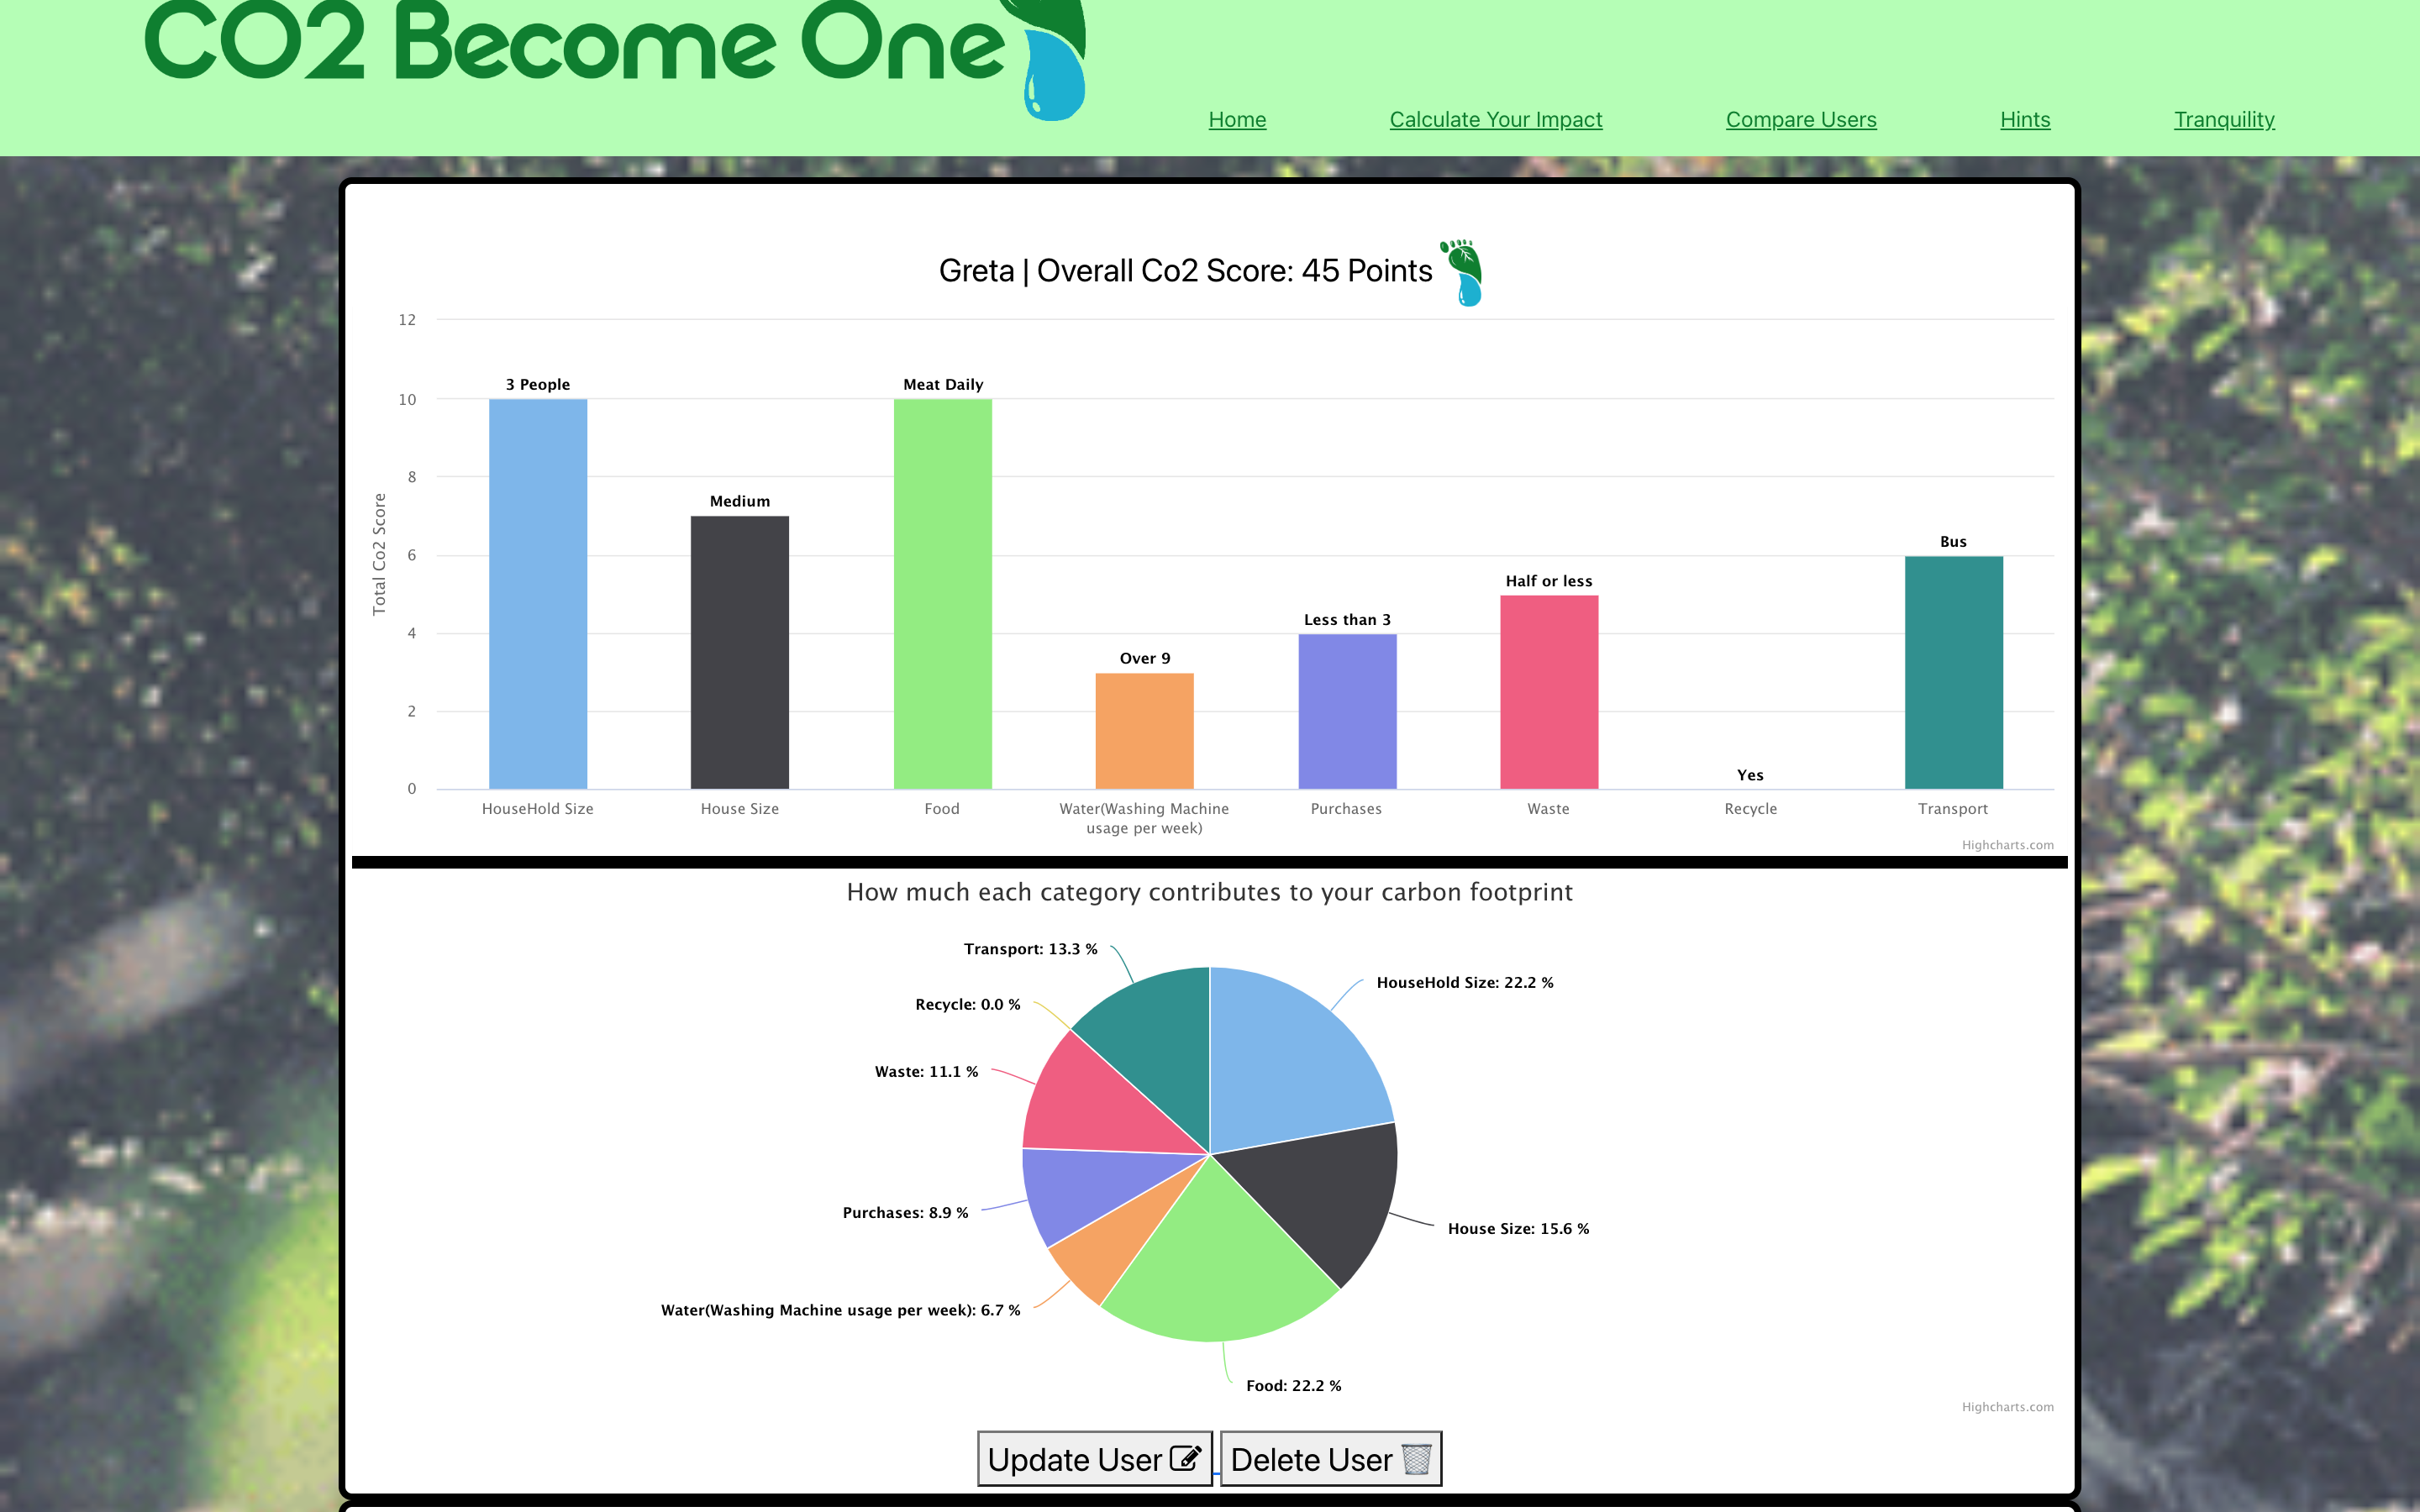 CO2 Become One
Home Calculate Your Impact Compare Users Hints Tranquility
Greta | Overall Co2 Score: 45 Points
12
10
8
6
4
2
0
Total Co2 Score
3 People
Medium
Meat Daily
Over 9
Less than 3
Half or less
Yes
Bus
HouseHold Size
House Size
Food
Water(Washing Machine
usage per week)
Purchases
Waste
Recycle
Transport
Highcharts.com
How much each category contributes to your carbon footprint
Transport: 13.3 %
HouseHold Size: 22.2 %
Recycle: 0.0 %
Waste: 11.1 %
Purchases: 8.9 %
House Size: 15.6 %
Water(Washing Machine usage per week): 6.7 %
Food: 22.2 %
Highcharts.com
Update User Delete User